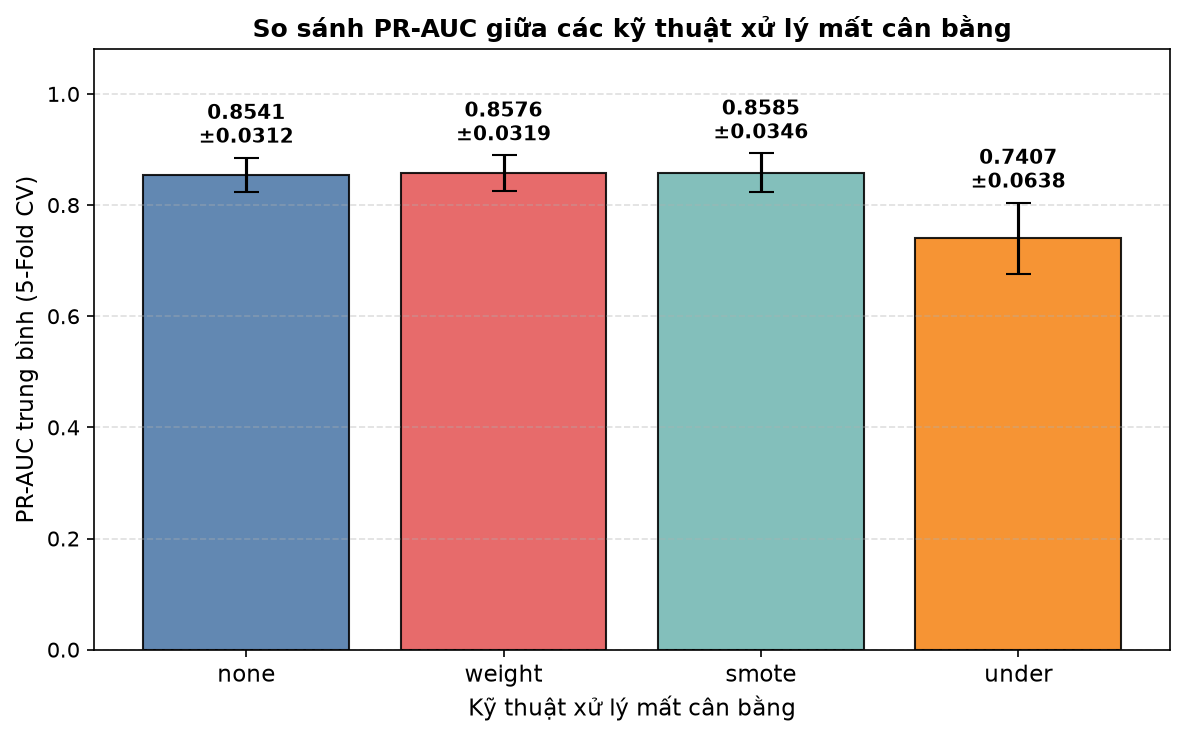 So sánh PR-AUC giữa các kỹ thuật xử lý mất cân bằng
PR-AUC trung bình (5-Fold CV)
1.0
0.8
0.6
0.4
0.2
0.0
0.8541
±0.0312
0.8576
±0.0319
0.8585
±0.0346
0.7407
±0.0638
none
weight
smote
under
Kỹ thuật xử lý mất cân bằng